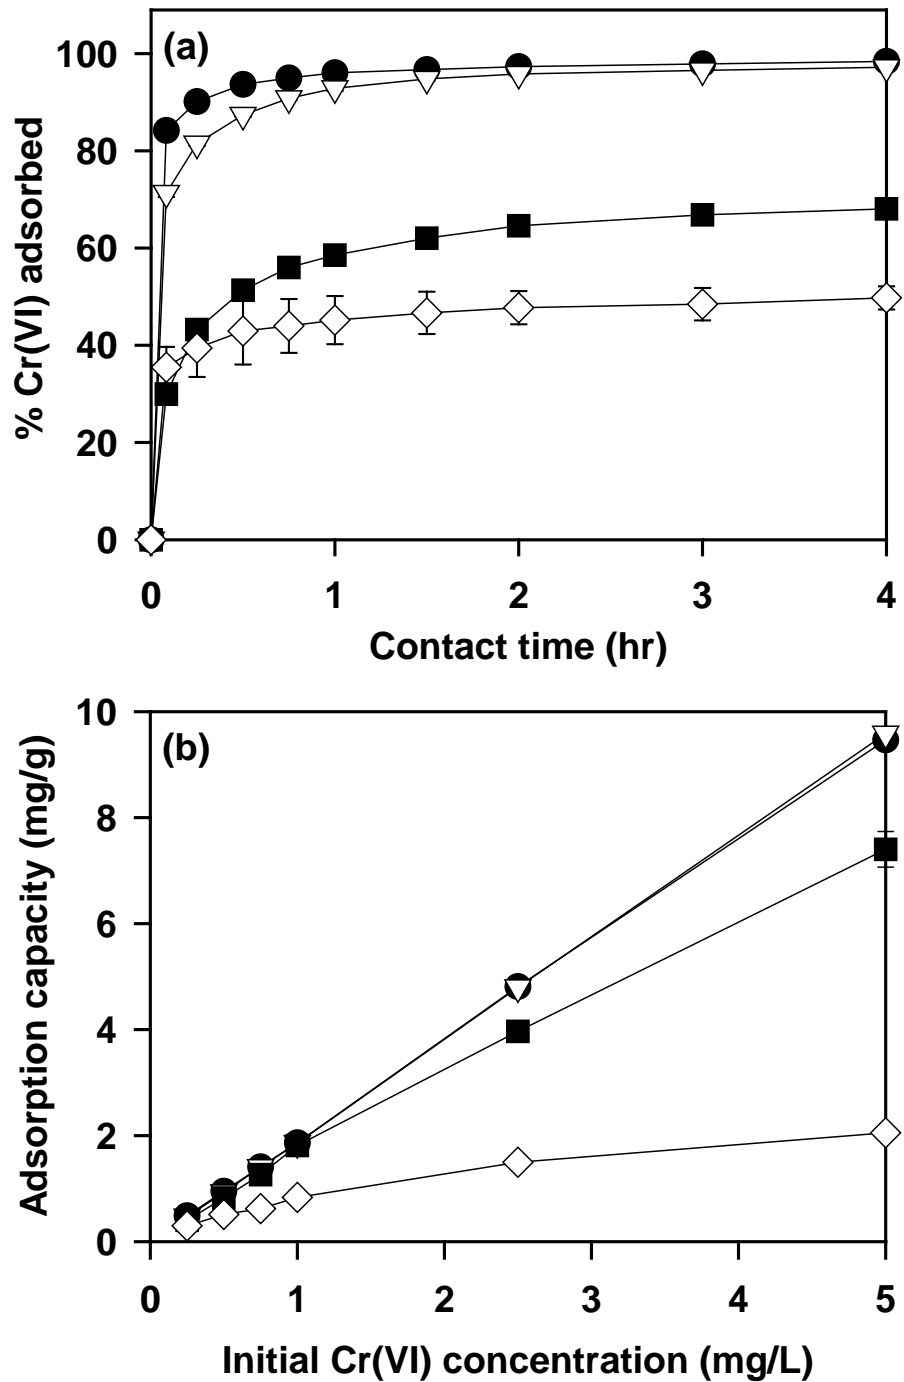 (a)
100
80
60
40
20
0
% Cr(VI) adsorbed
0 1 2 3 4
Contact time (hr)
(b)
10
8
6
4
2
0
Adsorption capacity (mg/g)
0 1 2 3 4 5
Initial Cr(VI) concentration (mg/L)